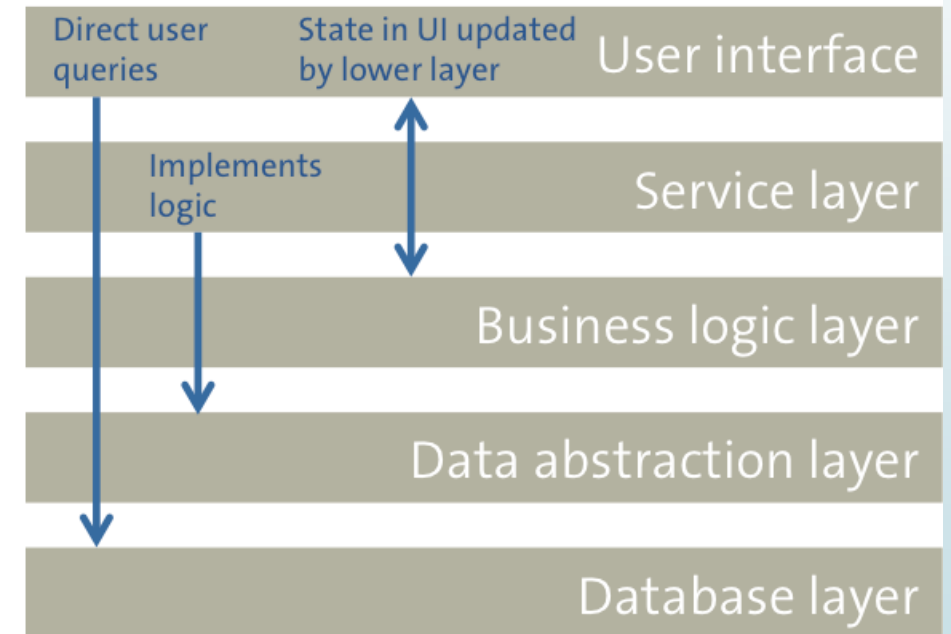 Direct user
queries
State in UI updated
by lower layer
User interface
Implements
logic
Service layer
Business logic layer
Data abstraction layer
Database layer